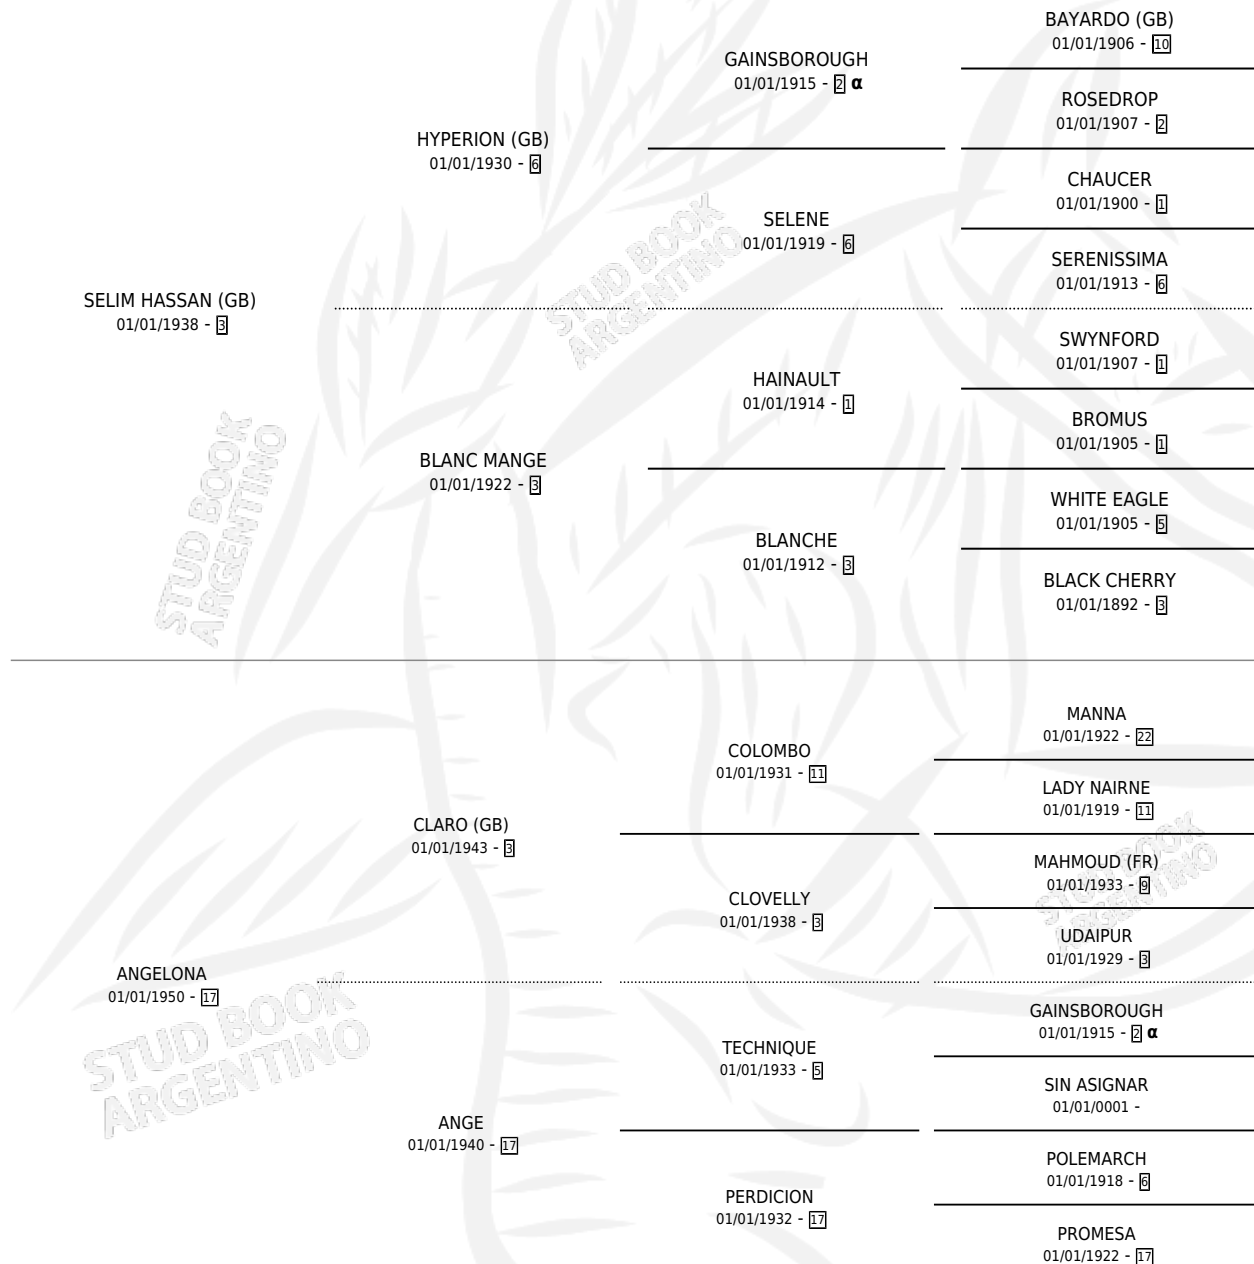 BAYARDO (GB)
01/01/1906 - 10
GAINSBOROUGH
01/01/1915 - 2 α
ROSEDROP
01/01/1907 - 2
HYPERION (GB)
01/01/1930 - 6
CHAUCER
01/01/1900 - 1
SELENE
01/01/1919 - 6
SERENISSIMA
01/01/1913 - 6
SELIM HASSAN (GB)
01/01/1938 - 3
STUD BOOK
ARGENTINO
SWYNFORD
01/01/1907 - 1
HAINAULT
01/01/1914 - 1
BROMUS
01/01/1905 - 1
BLANC MANGE
01/01/1922 - 3
WHITE EAGLE
01/01/1905 - 5
BLANCHE
01/01/1912 - 3
BLACK CHERRY
01/01/1892 - 3
STUD BOOK
ARGENTINO
MANNA
01/01/1922 - 22
COLOMBO
01/01/1931 - 11
LADY NAIRNE
01/01/1919 - 11
CLARO (GB)
01/01/1943 - 3
MAHMOUD (FR)
01/01/1933 - 9
CLOVELLY
01/01/1938 - 3
STUD BOOK
ARGENTINO
UDAIPUR
01/01/1929 - 3
ANGELONA
01/01/1950 - 17
STUD BOOK
ARGENTINO
GAINSBOROUGH
01/01/1915 - 2 α
TECHNIQUE
01/01/1933 - 5
SIN ASIGNAR
01/01/0001 -
ANGE
01/01/1940 - 17
POLEMARCH
01/01/1918 - 6
PERDICION
01/01/1932 - 17
PROMESA
01/01/1922 - 17